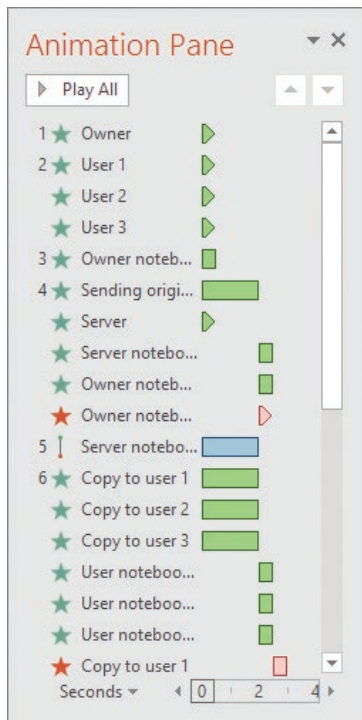 Animation Pane
Play All
1 Owner
2 User 1
User 2
User 3
3 Owner noteb...
4 Sending origi...
Server
Server notebo...
Owner noteb...
Owner noteb...
5 Server notebo...
6 Copy to user 1
Copy to user 2
Copy to user 3
User noteboo...
User noteboo...
User noteboo...
Copy to user 1
Seconds 0 2 4